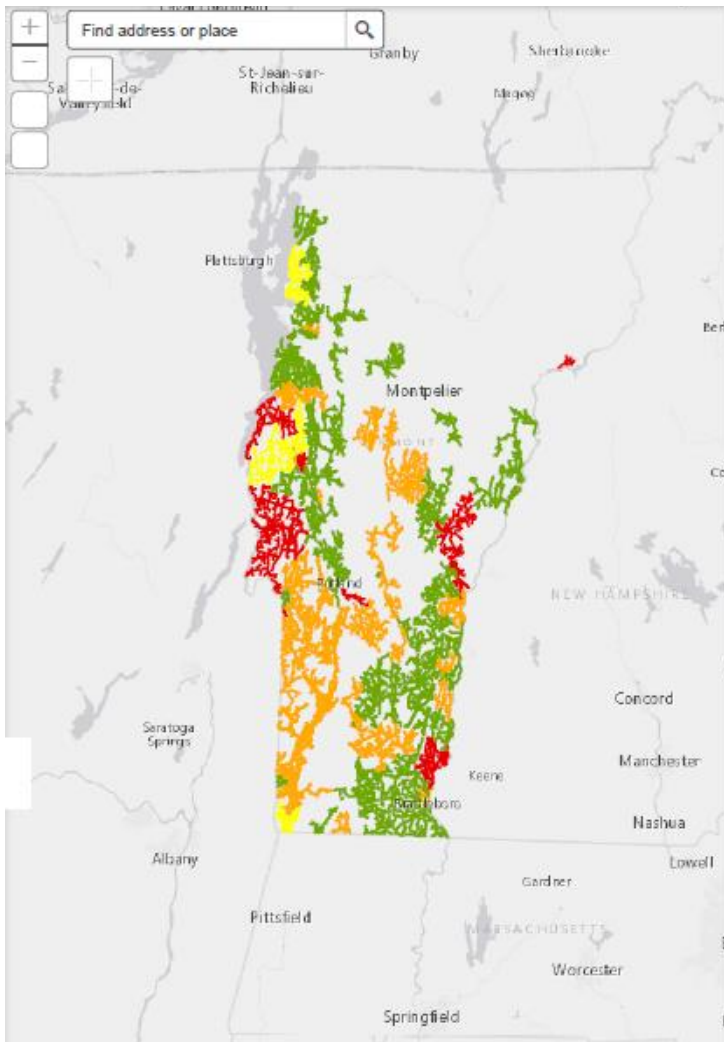 +
Find address or place
−
Granby
Sherbrooke
St-Jean-sur-
Richelieu
Magog
Plattsburgh
Montpelier
NEW HAMPSHIRE
Concord
Saratoga
Springs
Manchester
Keene
Brattleboro
Nashua
Albany
Lowell
Gardner
Pittsfield
MASSACHUSETTS
Worcester
Springfield